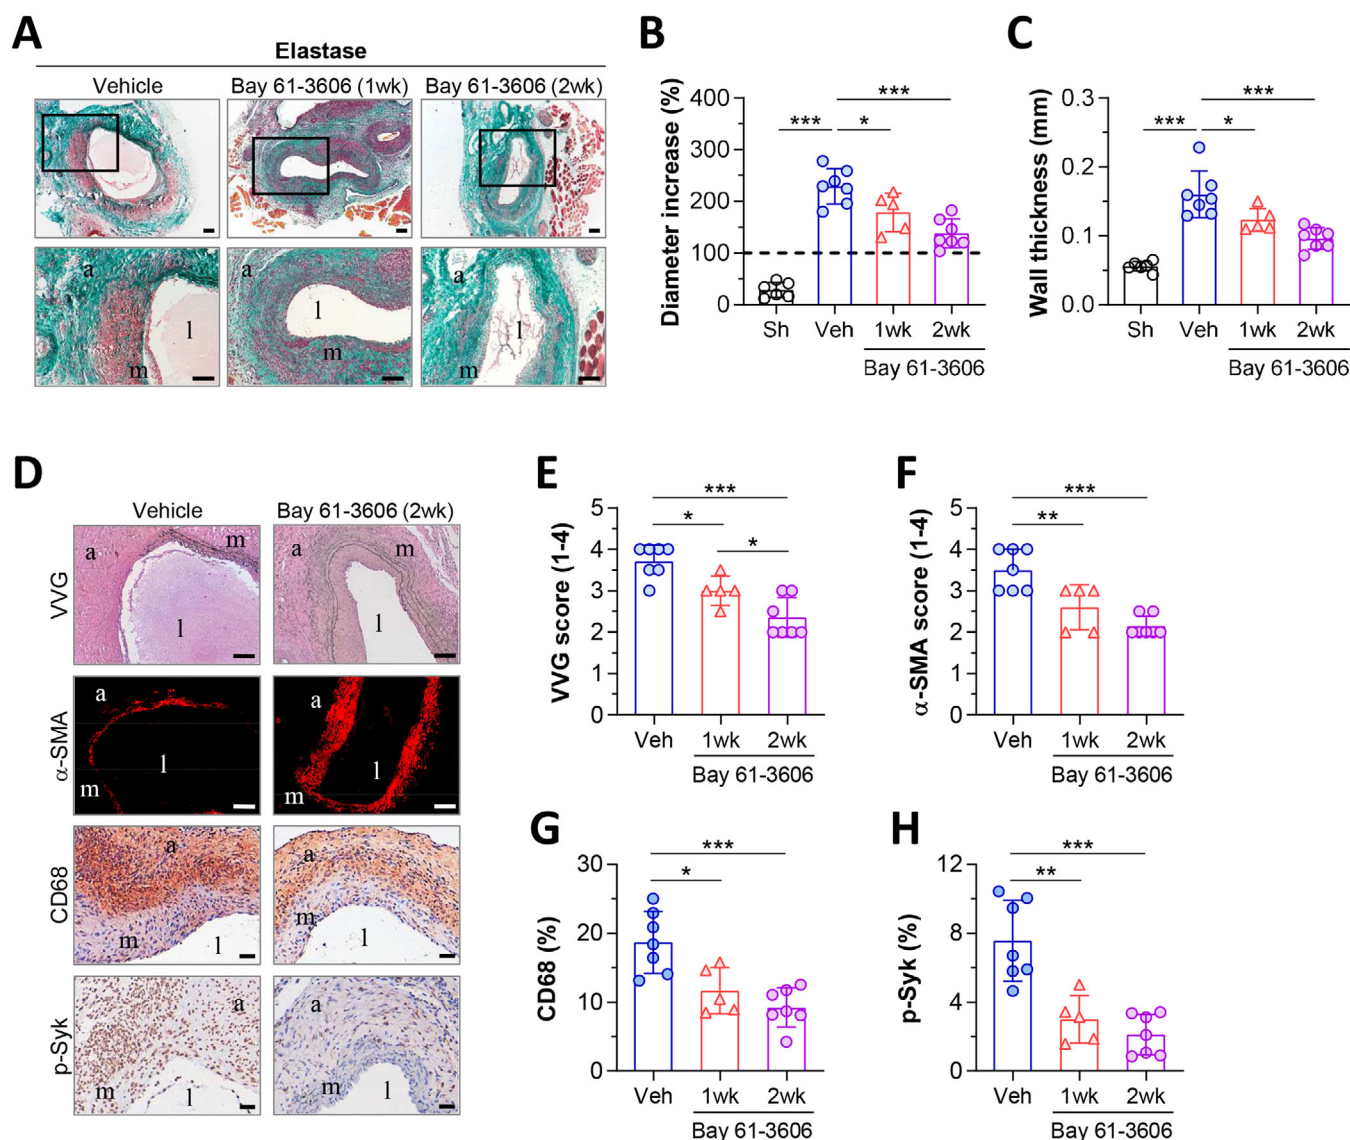 A
Elastase
Vehicle
Bay 61-3606 (1wk)
Bay 61-3606 (2wk)
a
l
m
a
l
m
a
l
m
B
Diameter increase (%)
400
300
200
100
0
***
***
*
Sh
Veh
1wk
2wk
Bay 61-3606
C
Wall thickness (mm)
0.3
0.2
0.1
0.0
***
***
*
Sh
Veh
1wk
2wk
Bay 61-3606
D
Vehicle
Bay 61-3606 (2wk)
VVG
a
m
l
a
m
l
α-SMA
a
l
m
a
l
m
CD68
a
m
l
a
m
l
p-Syk
a
m
l
a
m
l
E
VVG score (1-4)
5
4
3
2
1
0
***
*
*
Veh
1wk
2wk
Bay 61-3606
F
α-SMA score (1-4)
5
4
3
2
1
0
***
**
Veh
1wk
2wk
Bay 61-3606
G
CD68 (%)
30
20
10
0
***
*
Veh
1wk
2wk
Bay 61-3606
H
p-Syk (%)
12
8
4
0
***
**
Veh
1wk
2wk
Bay 61-3606